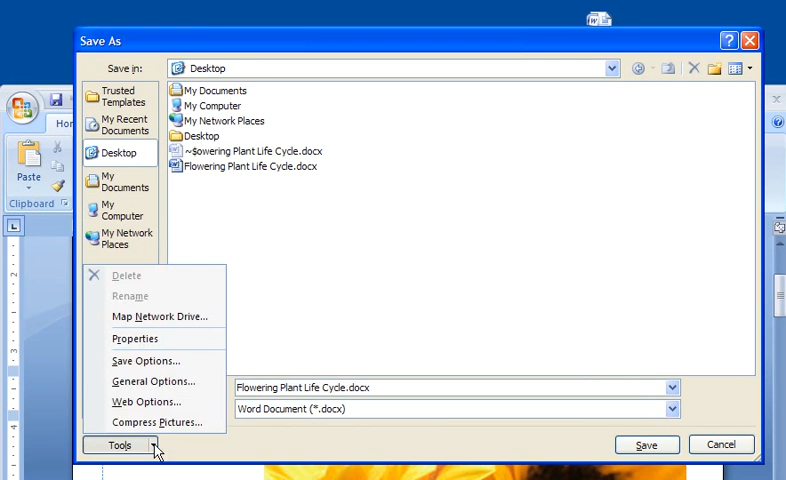 Save As
Save in:
Desktop
Trusted
Templates
My Recent
Documents
Desktop
My
Documents
My
Computer
My Network
Places
My Documents
My Computer
My Network Places
Desktop
~$owering Plant Life Cycle.docx
Flowering Plant Life Cycle.docx
Paste
Clipboard
Delete
Rename
Map Network Drive...
Properties
Save Options...
General Options...
Web Options...
Compress Pictures...
Flowering Plant Life Cycle.docx
Word Document (*.docx)
Tools
Save
Cancel
2
3
4